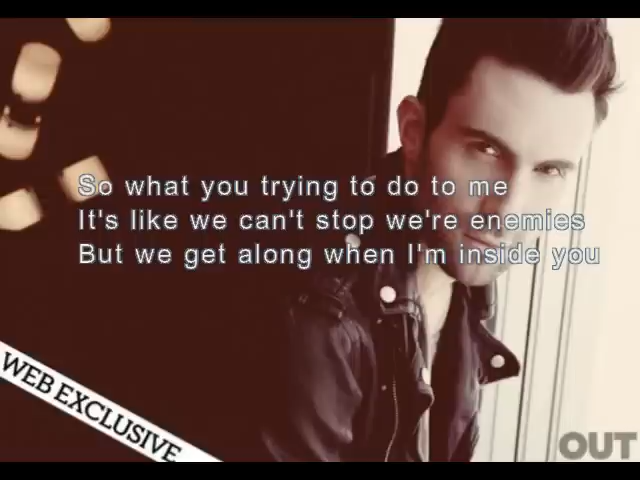 So what you trying to do to me
It's like we can't stop we're enemies
But we get along when I'm inside you
WEB EXCLUSIVE
OUT